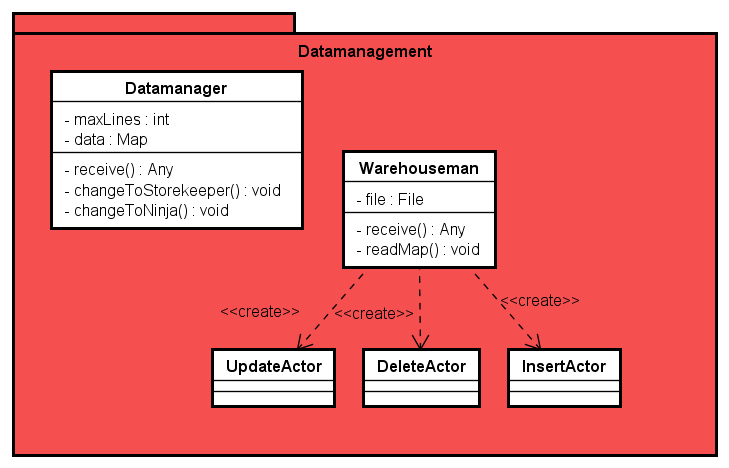 Datamanagement
Datamanager
- maxLines : int
- data : Map
- receive() : Any
- changeToStorekeeper() : void
- changeToNinja() : void
Warehouseman
- file : File
- receive() : Any
- readMap() : void
<<create>>
<<create>>
<<create>>
UpdateActor
DeleteActor
InsertActor